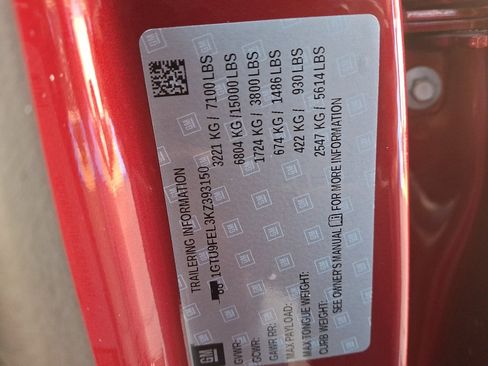 TRAILERING INFORMATION
1GTU9FEL3KZ393150
GM
GVWR: 3221 KG / 7100 LBS
GCWR: 6804 KG /15000 LBS
GAWR RR: 1724 KG / 3800 LBS
MAX PAYLOAD: 674 KG / 1486 LBS
MAX TONGUE WEIGHT: 422 KG / 930 LBS
CURB WEIGHT: 2547 KG / 5614 LBS
SEE OWNER'S MANUAL FOR MORE INFORMATION